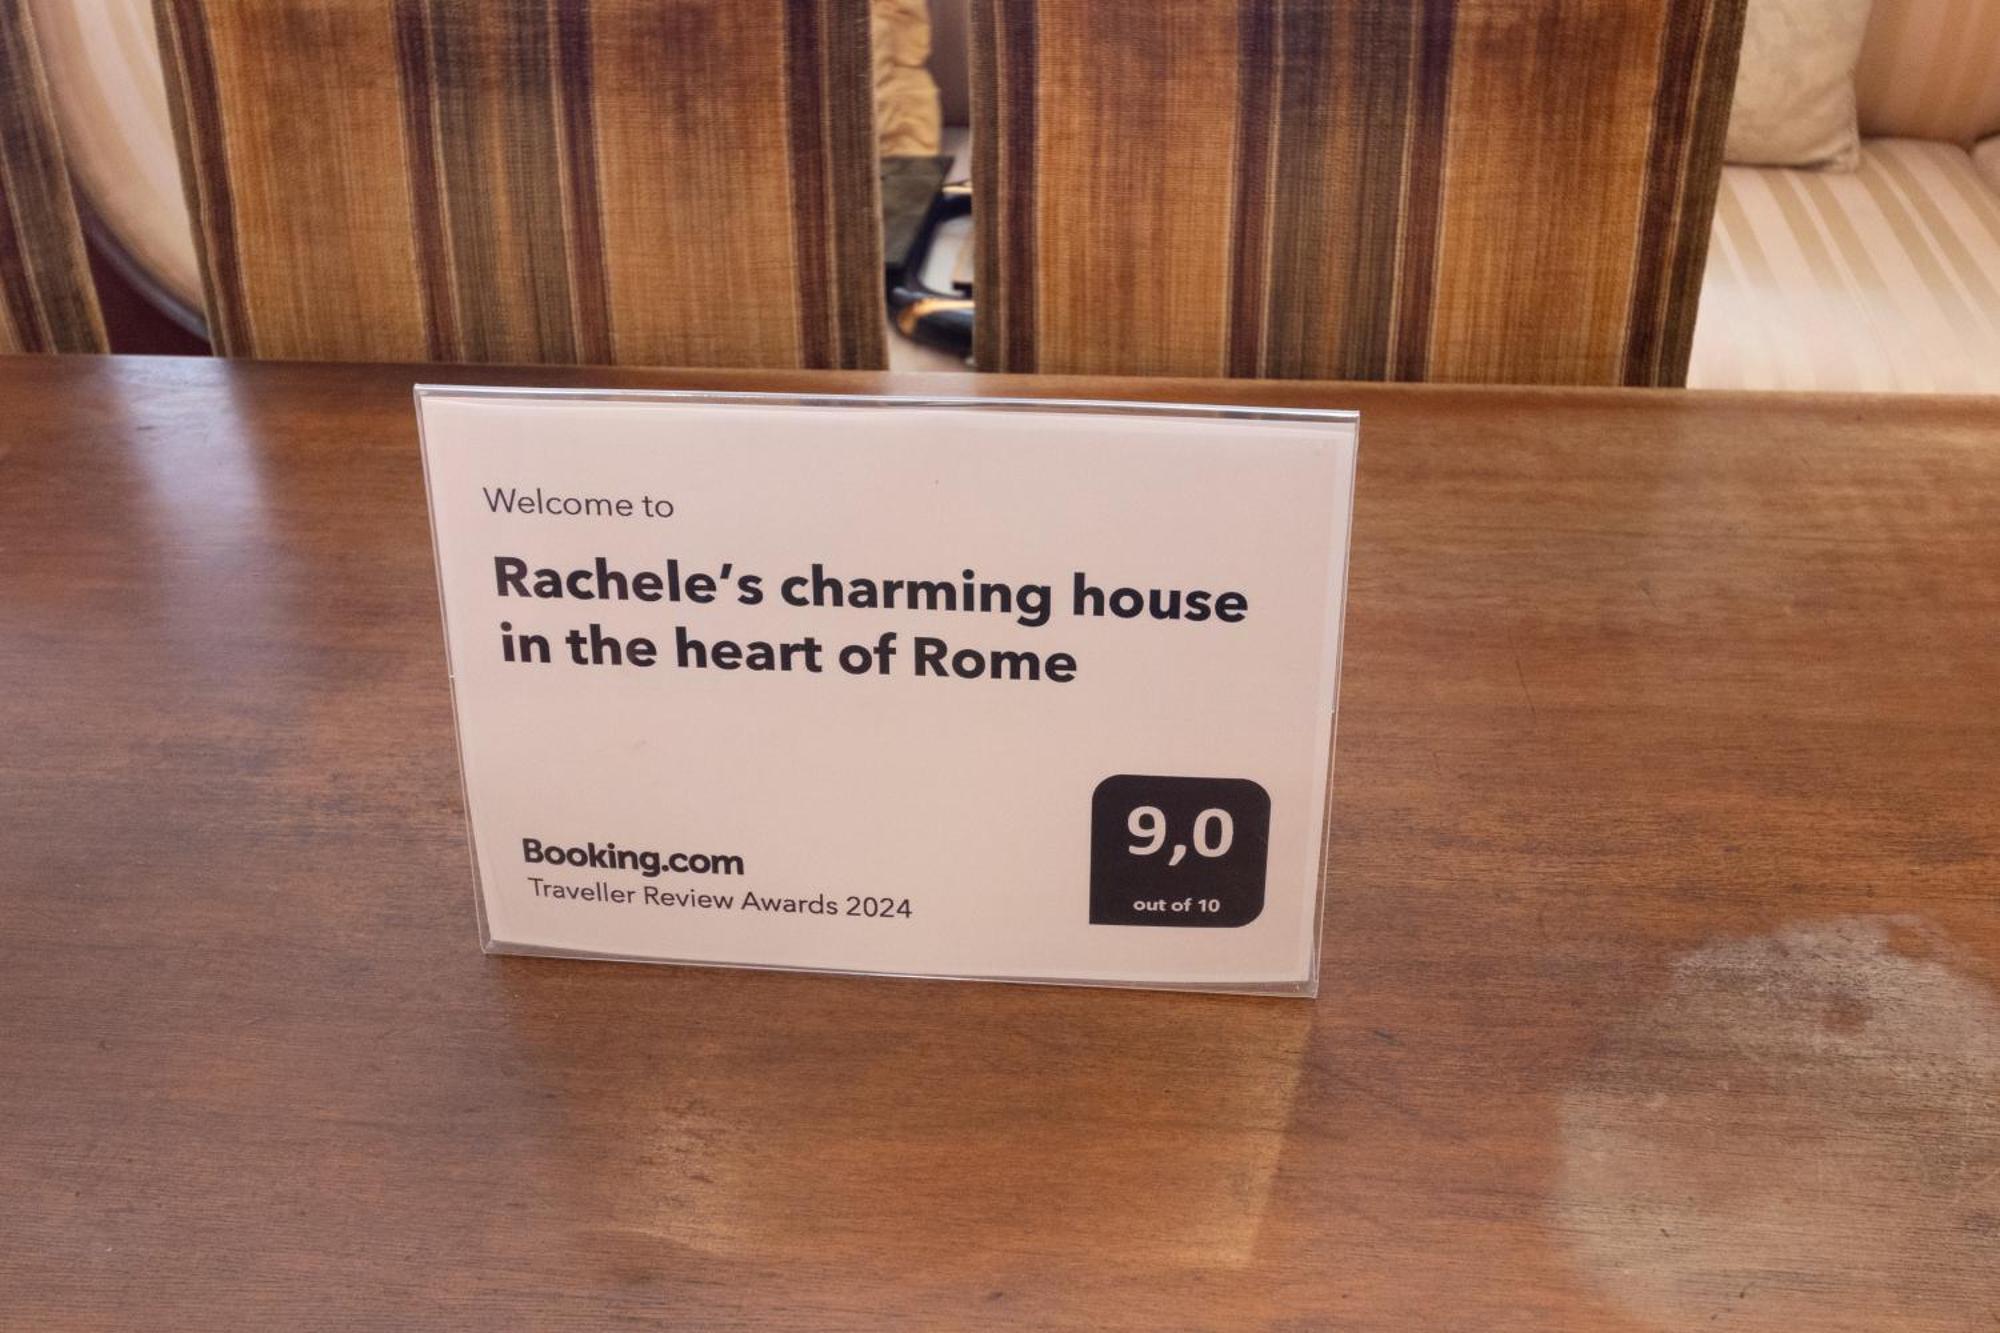 Welcome to
Rachele’s charming house
in the heart of Rome
Booking.com
Traveller Review Awards 2024
9,0
out of 10